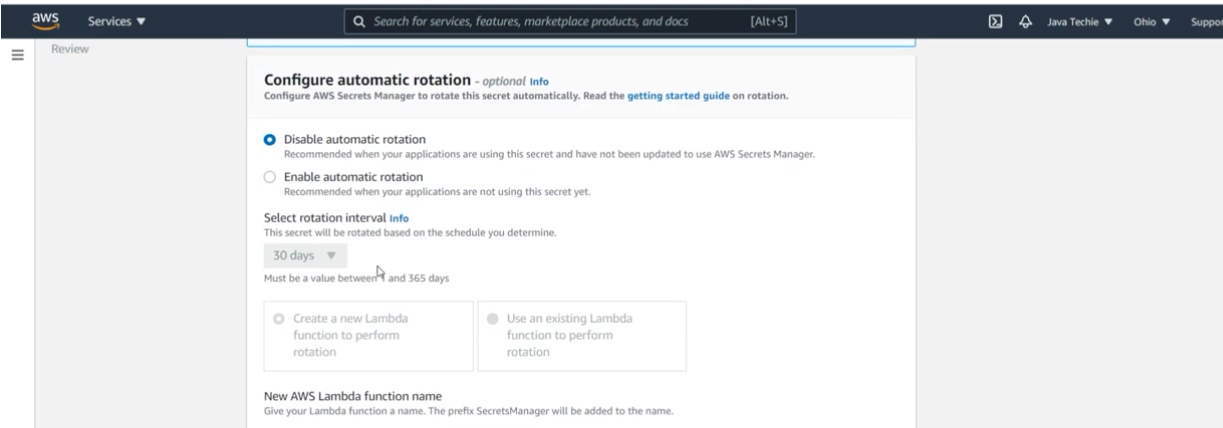 aws
Services ▼
Search for services, features, marketplace products, and docs
[Alt+S]
Java Techie ▼
Ohio ▼
Suppor
Review
Configure automatic rotation - optional Info
Configure AWS Secrets Manager to rotate this secret automatically. Read the getting started guide on rotation.
Disable automatic rotation
Recommended when your applications are using this secret and have not been updated to use AWS Secrets Manager.
Enable automatic rotation
Recommended when your applications are not using this secret yet.
Select rotation interval Info
This secret will be rotated based on the schedule you determine.
30 days ▼
Must be a value between 1 and 365 days
Create a new Lambda
function to perform
rotation
Use an existing Lambda
function to perform
rotation
New AWS Lambda function name
Give your Lambda function a name. The prefix SecretsManager will be added to the name.